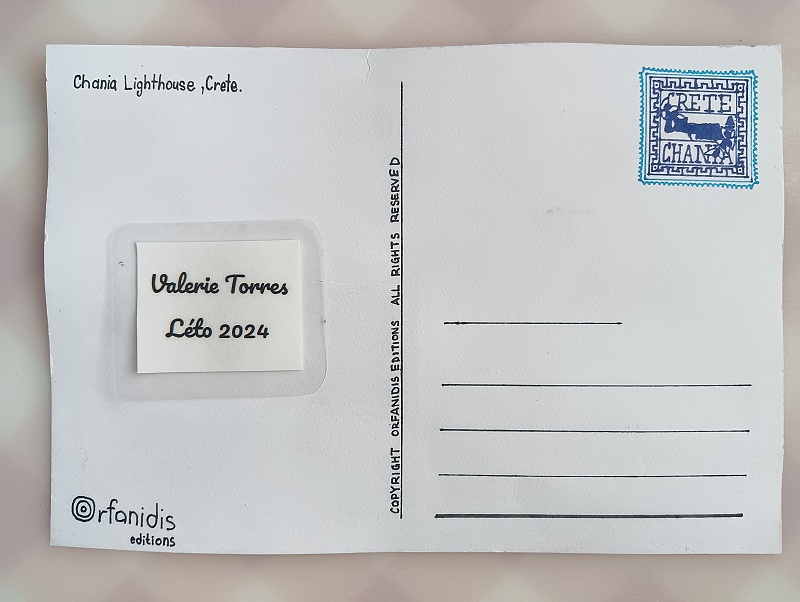 Chania Lighthouse ,Crete.
CRETE
CHANIA
COPYRIGHT ORFANIDIS EDITIONS ALL RIGHTS RESERVED
Valerie Torres
Léto 2024
Orfanidis
editions